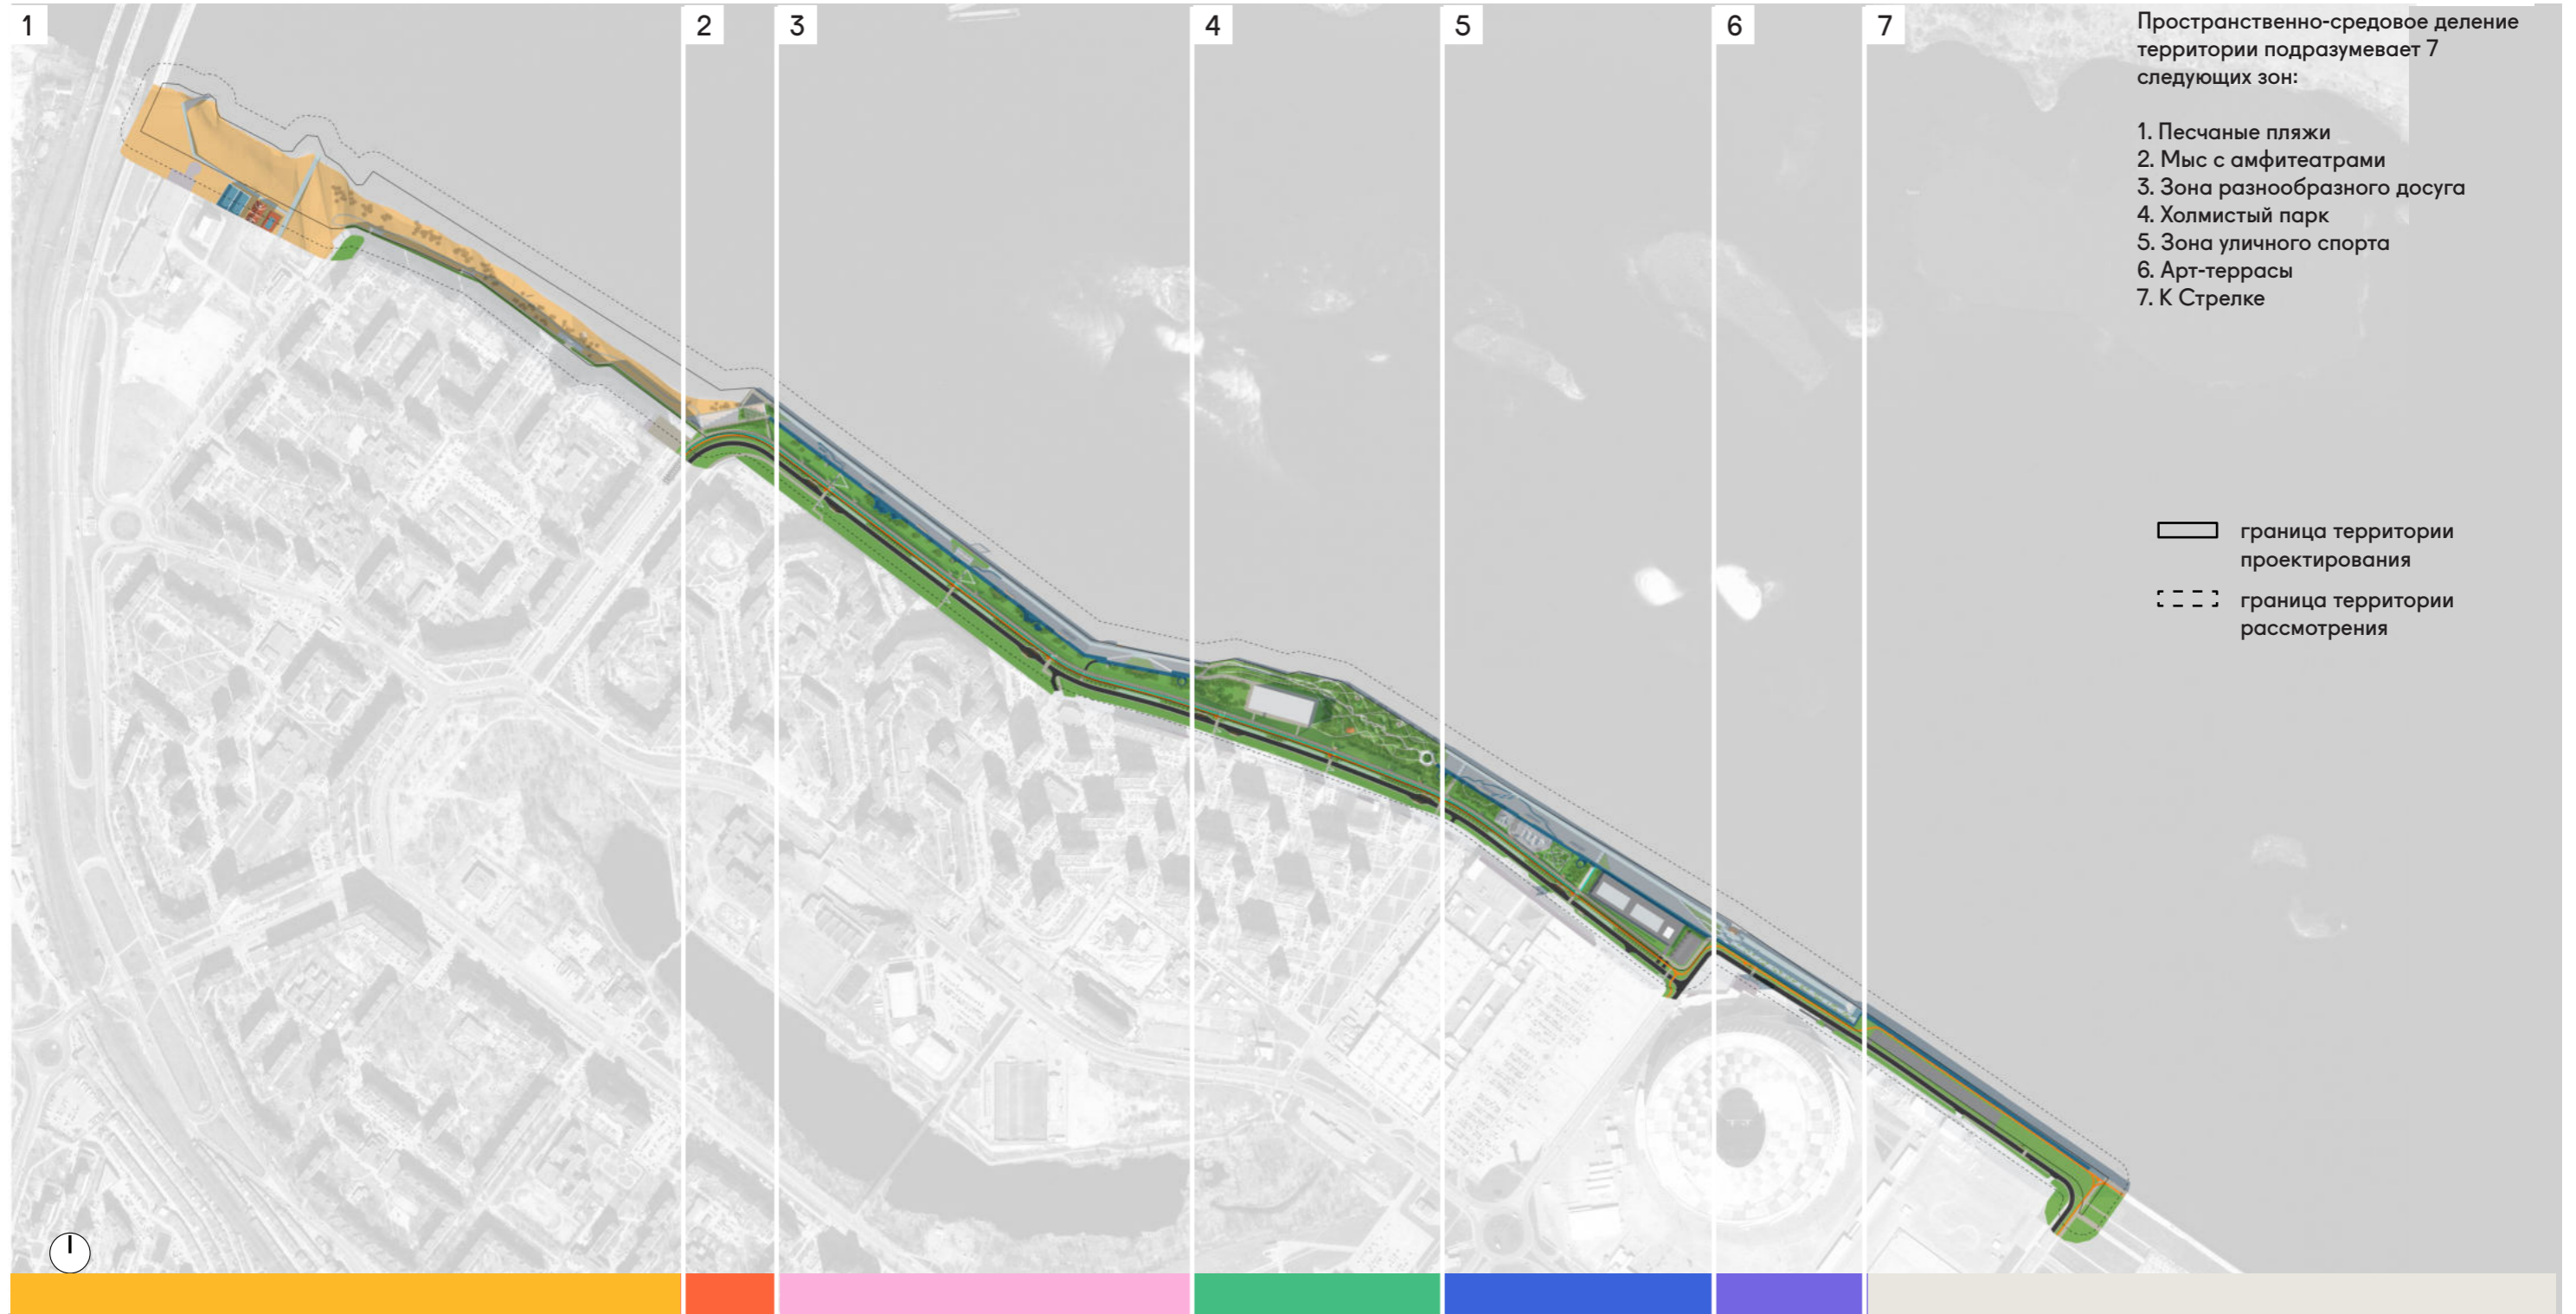 1
2
3
4
5
6
7
Пространственно-средовое деление
территории подразумевает 7
следующих зон:
1. Песчаные пляжи
2. Мыс с амфитеатрами
3. Зона разнообразного досуга
4. Холмистый парк
5. Зона уличного спорта
6. Арт-террасы
7. К Стрелке
граница территории
проектирования
граница территории
рассмотрения